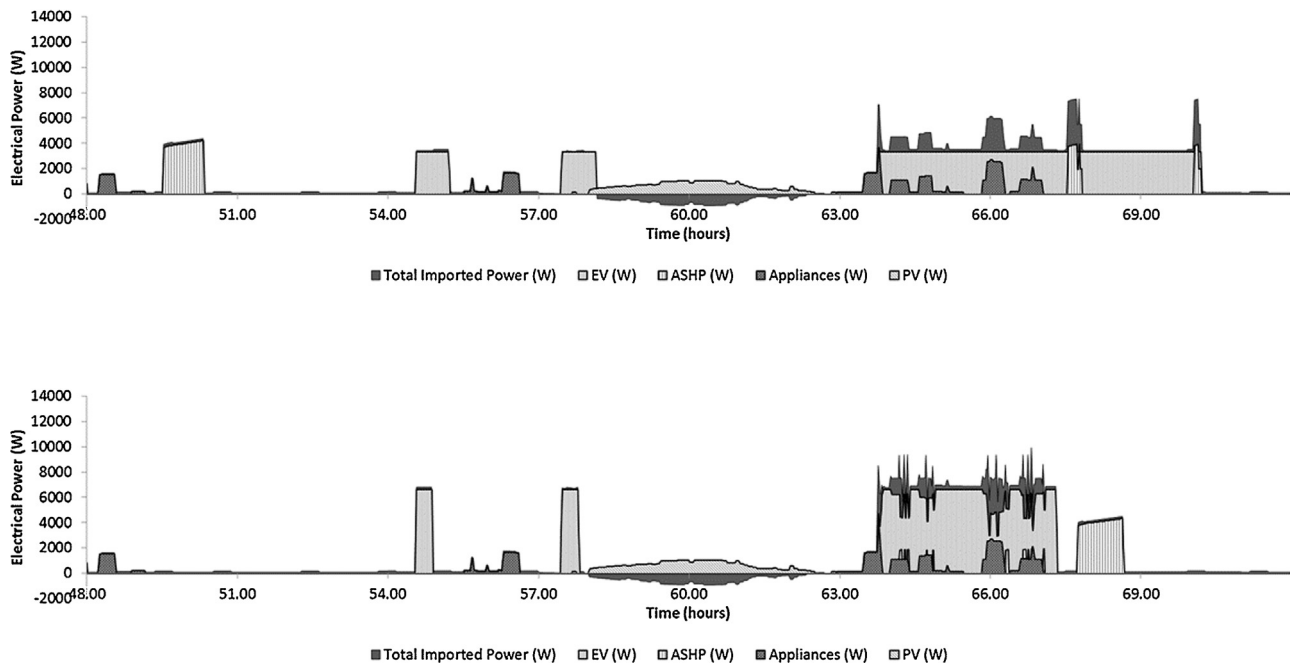 14000
12000
10000
8000
6000
4000
2000
0
-2000
Electrical Power (W)
48.00 51.00 54.00 57.00 60.00 63.00 66.00 69.00
Time (hours)
Total Imported Power (W) EV (W) ASHP (W) Appliances (W) PV (W)
14000
12000
10000
8000
6000
4000
2000
0
-2000
Electrical Power (W)
48.00 51.00 54.00 57.00 60.00 63.00 66.00 69.00
Time (hours)
Total Imported Power (W) EV (W) ASHP (W) Appliances (W) PV (W)